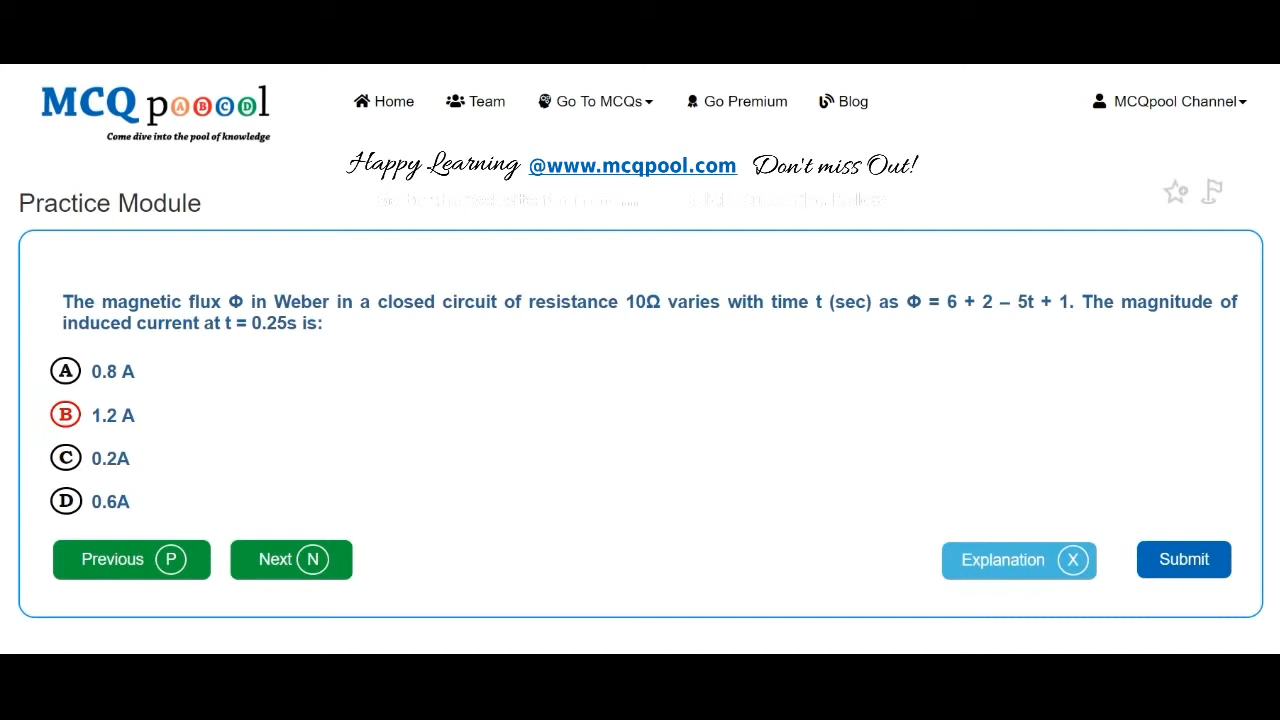 MCQ pABCDl
Come dive into the pool of knowledge
Home Team Go To MCQs Go Premium Blog MCQpool Channel
Happy Learning @www.mcqpool.com Don't miss Out!
Practice Module
The magnetic flux Φ in Weber in a closed circuit of resistance 10Ω varies with time t (sec) as Φ = 6 + 2 – 5t + 1. The magnitude of
induced current at t = 0.25s is:
A 0.8 A
B 1.2 A
C 0.2A
D 0.6A
Previous P Next N Explanation X Submit